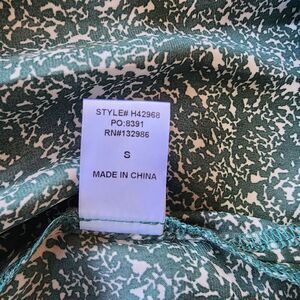 STYLE# H42968
PO:8391
RN#132986
S
MADE IN CHINA